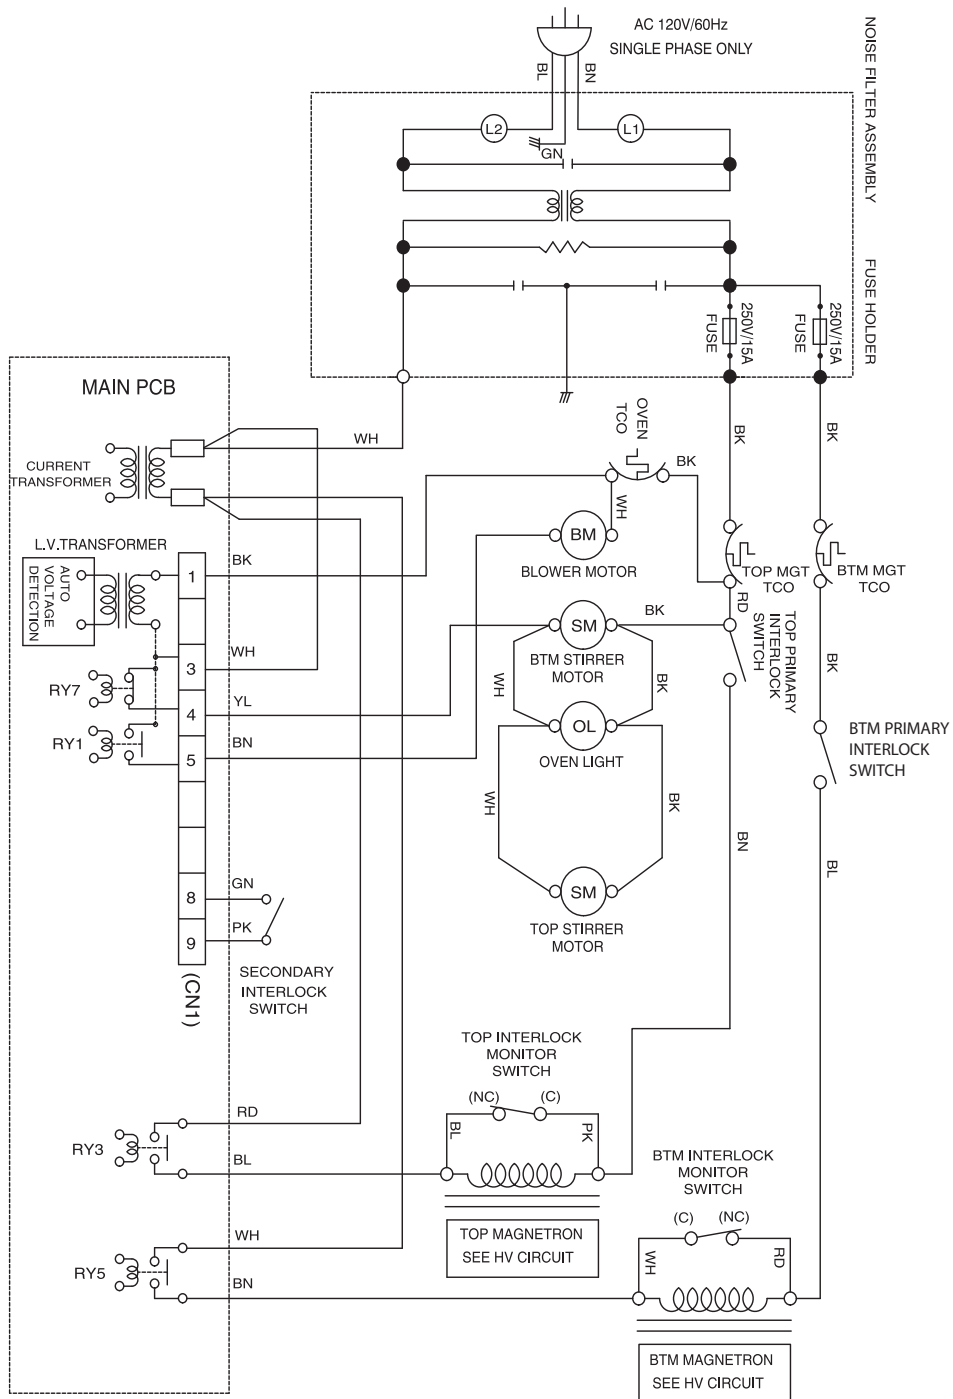 AC 120V/60Hz
SINGLE PHASE ONLY
BL
BN
L2
L1
GN
NOISE FILTER ASSEMBLY
FUSE HOLDER
250V/15A
FUSE
250V/15A
FUSE
MAIN PCB
CURRENT
TRANSFORMER
WH
OVEN
TCO
BK
BK
BK
WH
L.V.TRANSFORMER
AUTO
VOLTAGE
DETECTION
1
BK
BM
BLOWER MOTOR
TOP MGT
TCO
BTM MGT
TCO
RD
TOP PRIMARY
INTERLOCK
SWITCH
SM
BK
BTM STIRRER
MOTOR
3
WH
RY7
4
YL
WH
BK
BK
RY1
5
BN
OL
OVEN LIGHT
BTM PRIMARY
INTERLOCK
SWITCH
WH
BK
BN
BL
8
GN
9
PK
SM
TOP STIRRER
MOTOR
(CN1)
SECONDARY
INTERLOCK
SWITCH
TOP INTERLOCK
MONITOR
SWITCH
(NC)
(C)
RD
RY3
BL
BL
PK
BTM INTERLOCK
MONITOR
SWITCH
(C)
(NC)
TOP MAGNETRON
SEE HV CIRCUIT
WH
RY5
BN
WH
RD
BTM MAGNETRON
SEE HV CIRCUIT